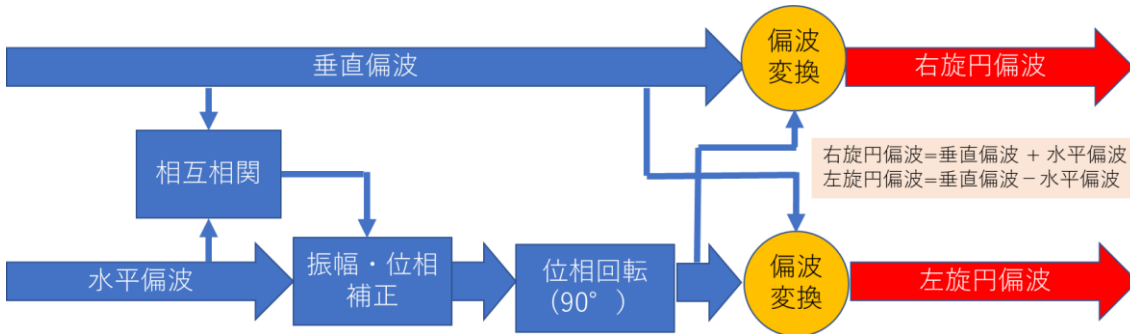 垂直偏波
偏波
変換
右旋円偏波
相互相関
右旋円偏波=垂直偏波 + 水平偏波
左旋円偏波=垂直偏波－水平偏波
水平偏波
振幅・位相
補正
位相回転
(90°)
偏波
変換
左旋円偏波